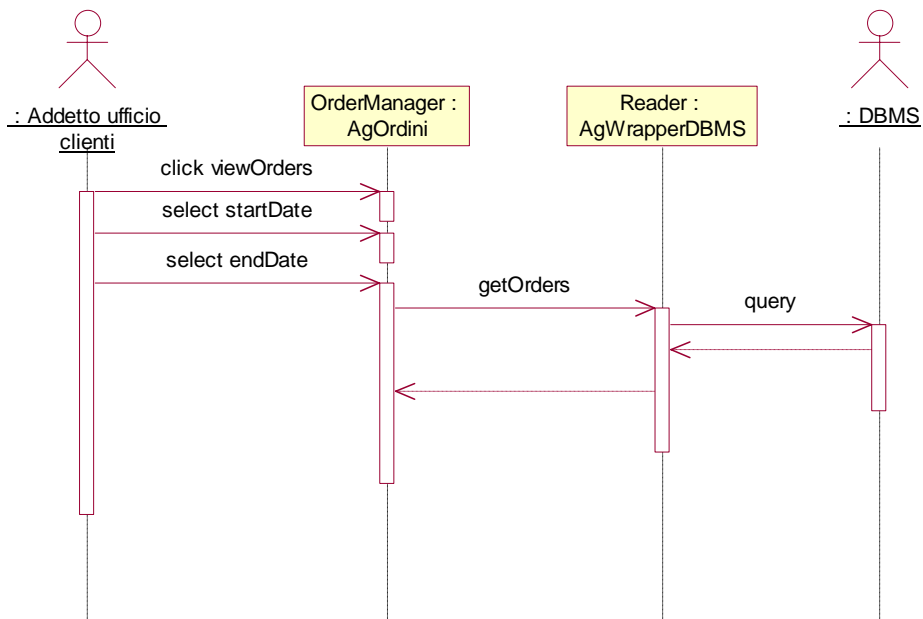 : Addetto ufficio
clienti
OrderManager :
AgOrdini
Reader :
AgWrapperDBMS
: DBMS
click viewOrders
select startDate
select endDate
getOrders
query